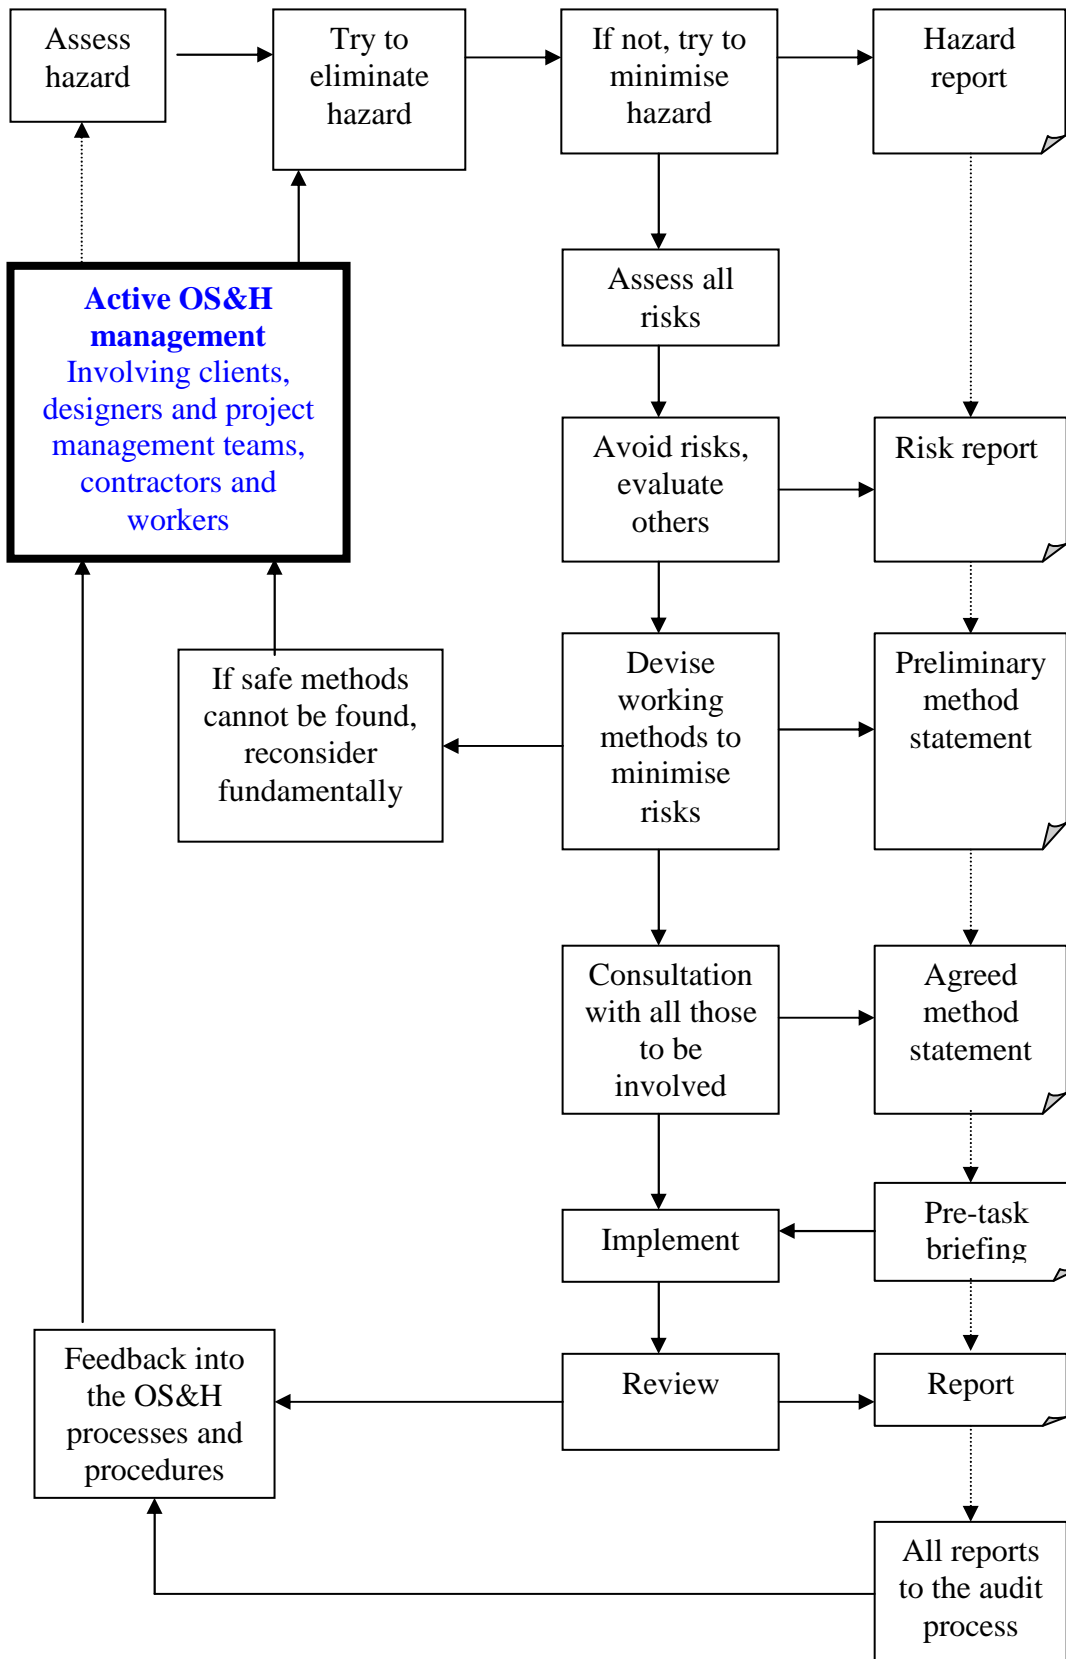 Assess
hazard
Try to
eliminate
hazard
If not, try to
minimise
hazard
Hazard
report
Active OS&H
management
Involving clients,
designers and project
management teams,
contractors and
workers
Assess all
risks
Avoid risks,
evaluate
others
Risk report
If safe methods
cannot be found,
reconsider
fundamentally
Devise
working
methods to
minimise
risks
Preliminary
method
statement
Consultation
with all those
to be
involved
Agreed
method
statement
Implement
Pre-task
briefing
Feedback into
the OS&H
processes and
procedures
Review
Report
All reports
to the audit
process